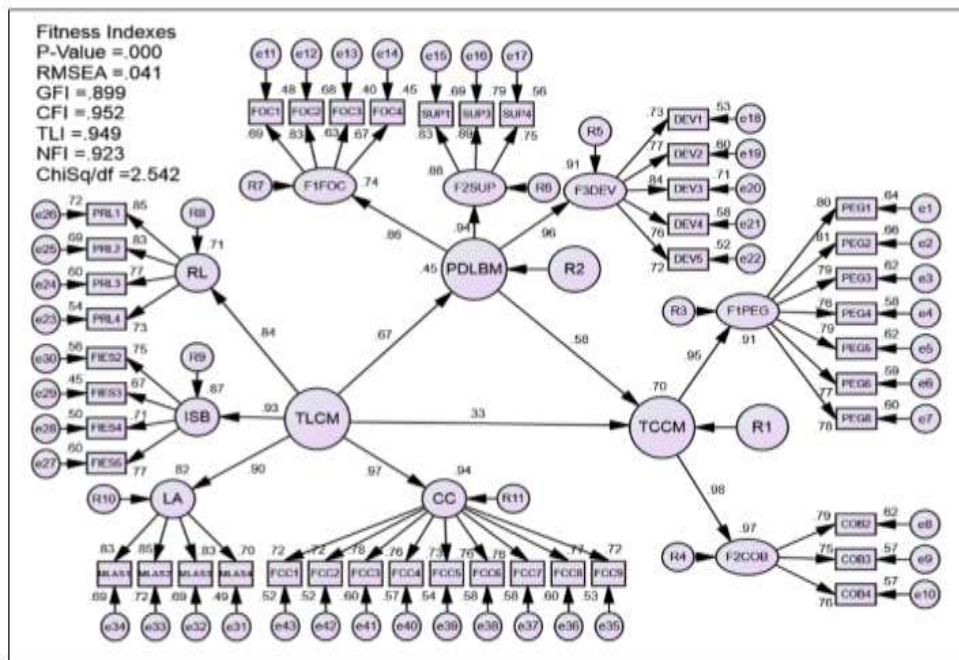 Fitness Indexes
P-Value =.000
RMSEA =.041
GFI =.899
CFI =.952
TLI =.949
NFI =.923
ChiSq/df =2.542
e11 e12 e13 e14 e15 e16 e17
.48 .68 .40 .45 .69 .79 .56
FOC1 FOC2 FOC3 FOC4 SUP1 SUP3 SUP4
.69 .83 .63 .67 .83 .89 .75
R7 F1FOC .74
.88 F2SUP R6
R5 .91 F3DEV
.73 DEV1 .53 e18
.77 DEV2 .60 e19
.84 DEV3 .71 e20
.76 DEV4 .58 e21
.72 DEV5 .52 e22
.86 .94 .96
.45 PDLBM R2
e26 .72 PRL1 .85 R8
e25 .69 PRL2 .83 .71
e24 .60 PRL3 .77 RL
e23 .54 PRL4 .73
.84 .67 .58
.80 PEG1 .64 e1
.81 PEG2 .66 e2
.79 PEG3 .62 e3
R3 F1PEG .76 PEG4 .58 e4
.91 .79 PEG5 .62 e5
.77 PEG6 .59 e6
.78 PEG8 .60 e7
.95
e30 .56 FIES2 .75 R9
e29 .45 FIES3 .67 .87
e28 .50 FIES4 .71 ISB .93
e27 .60 FIES5 .77
TLCM .33 .70 TCCM R1
.90 .97 .98
R10 .82 LA
.94 CC R11
.97 R4 F2COB
.79 COB2 .62 e8
.75 COB3 .57 e9
.76 COB4 .57 e10
.83 .85 .83 .70
MLAS1 MLAS2 MLAS3 MLAS4
.69 .72 .69 .49
e34 e33 e32 e31
.72 .72 .78 .76 .73 .76 .76 .77 .72
FCC1 FCC2 FCC3 FCC4 FCC5 FCC6 FCC7 FCC8 FCC9
.52 .52 .60 .57 .54 .58 .58 .60 .53
e43 e42 e41 e40 e39 e38 e37 e36 e35